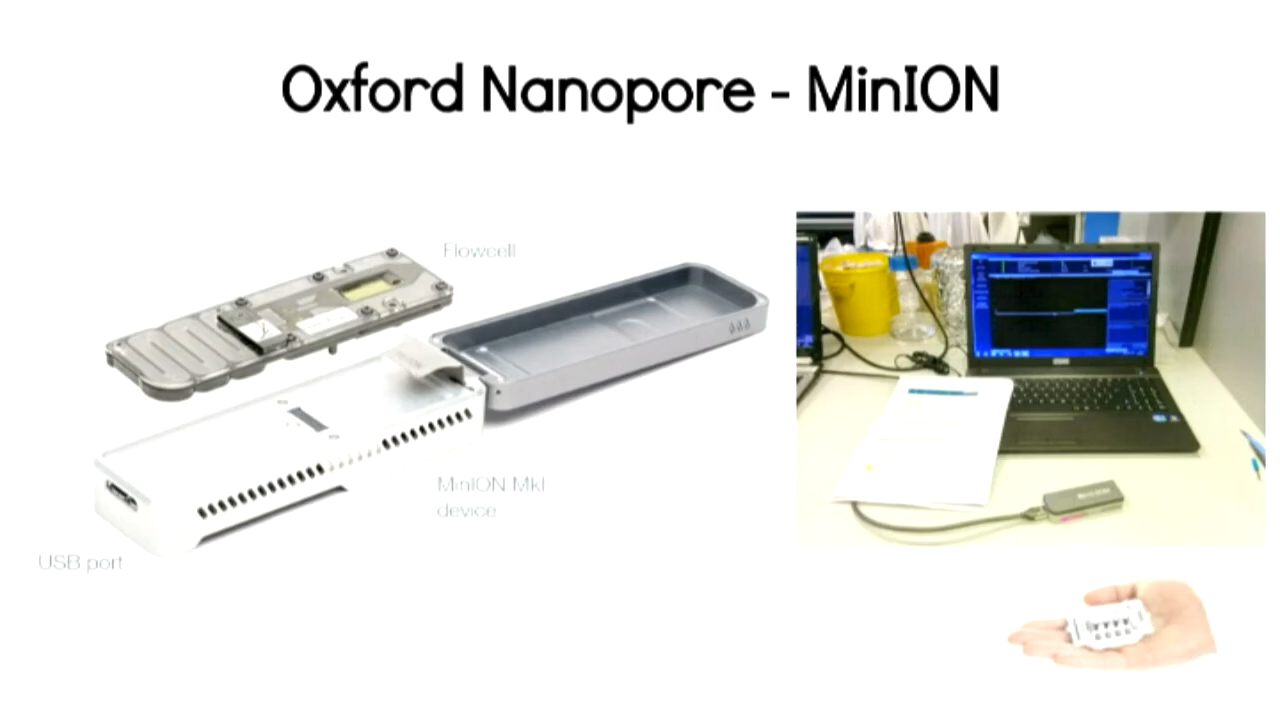 Oxford Nanopore - MinION
Flowcell
MinION MkI
device
USB port